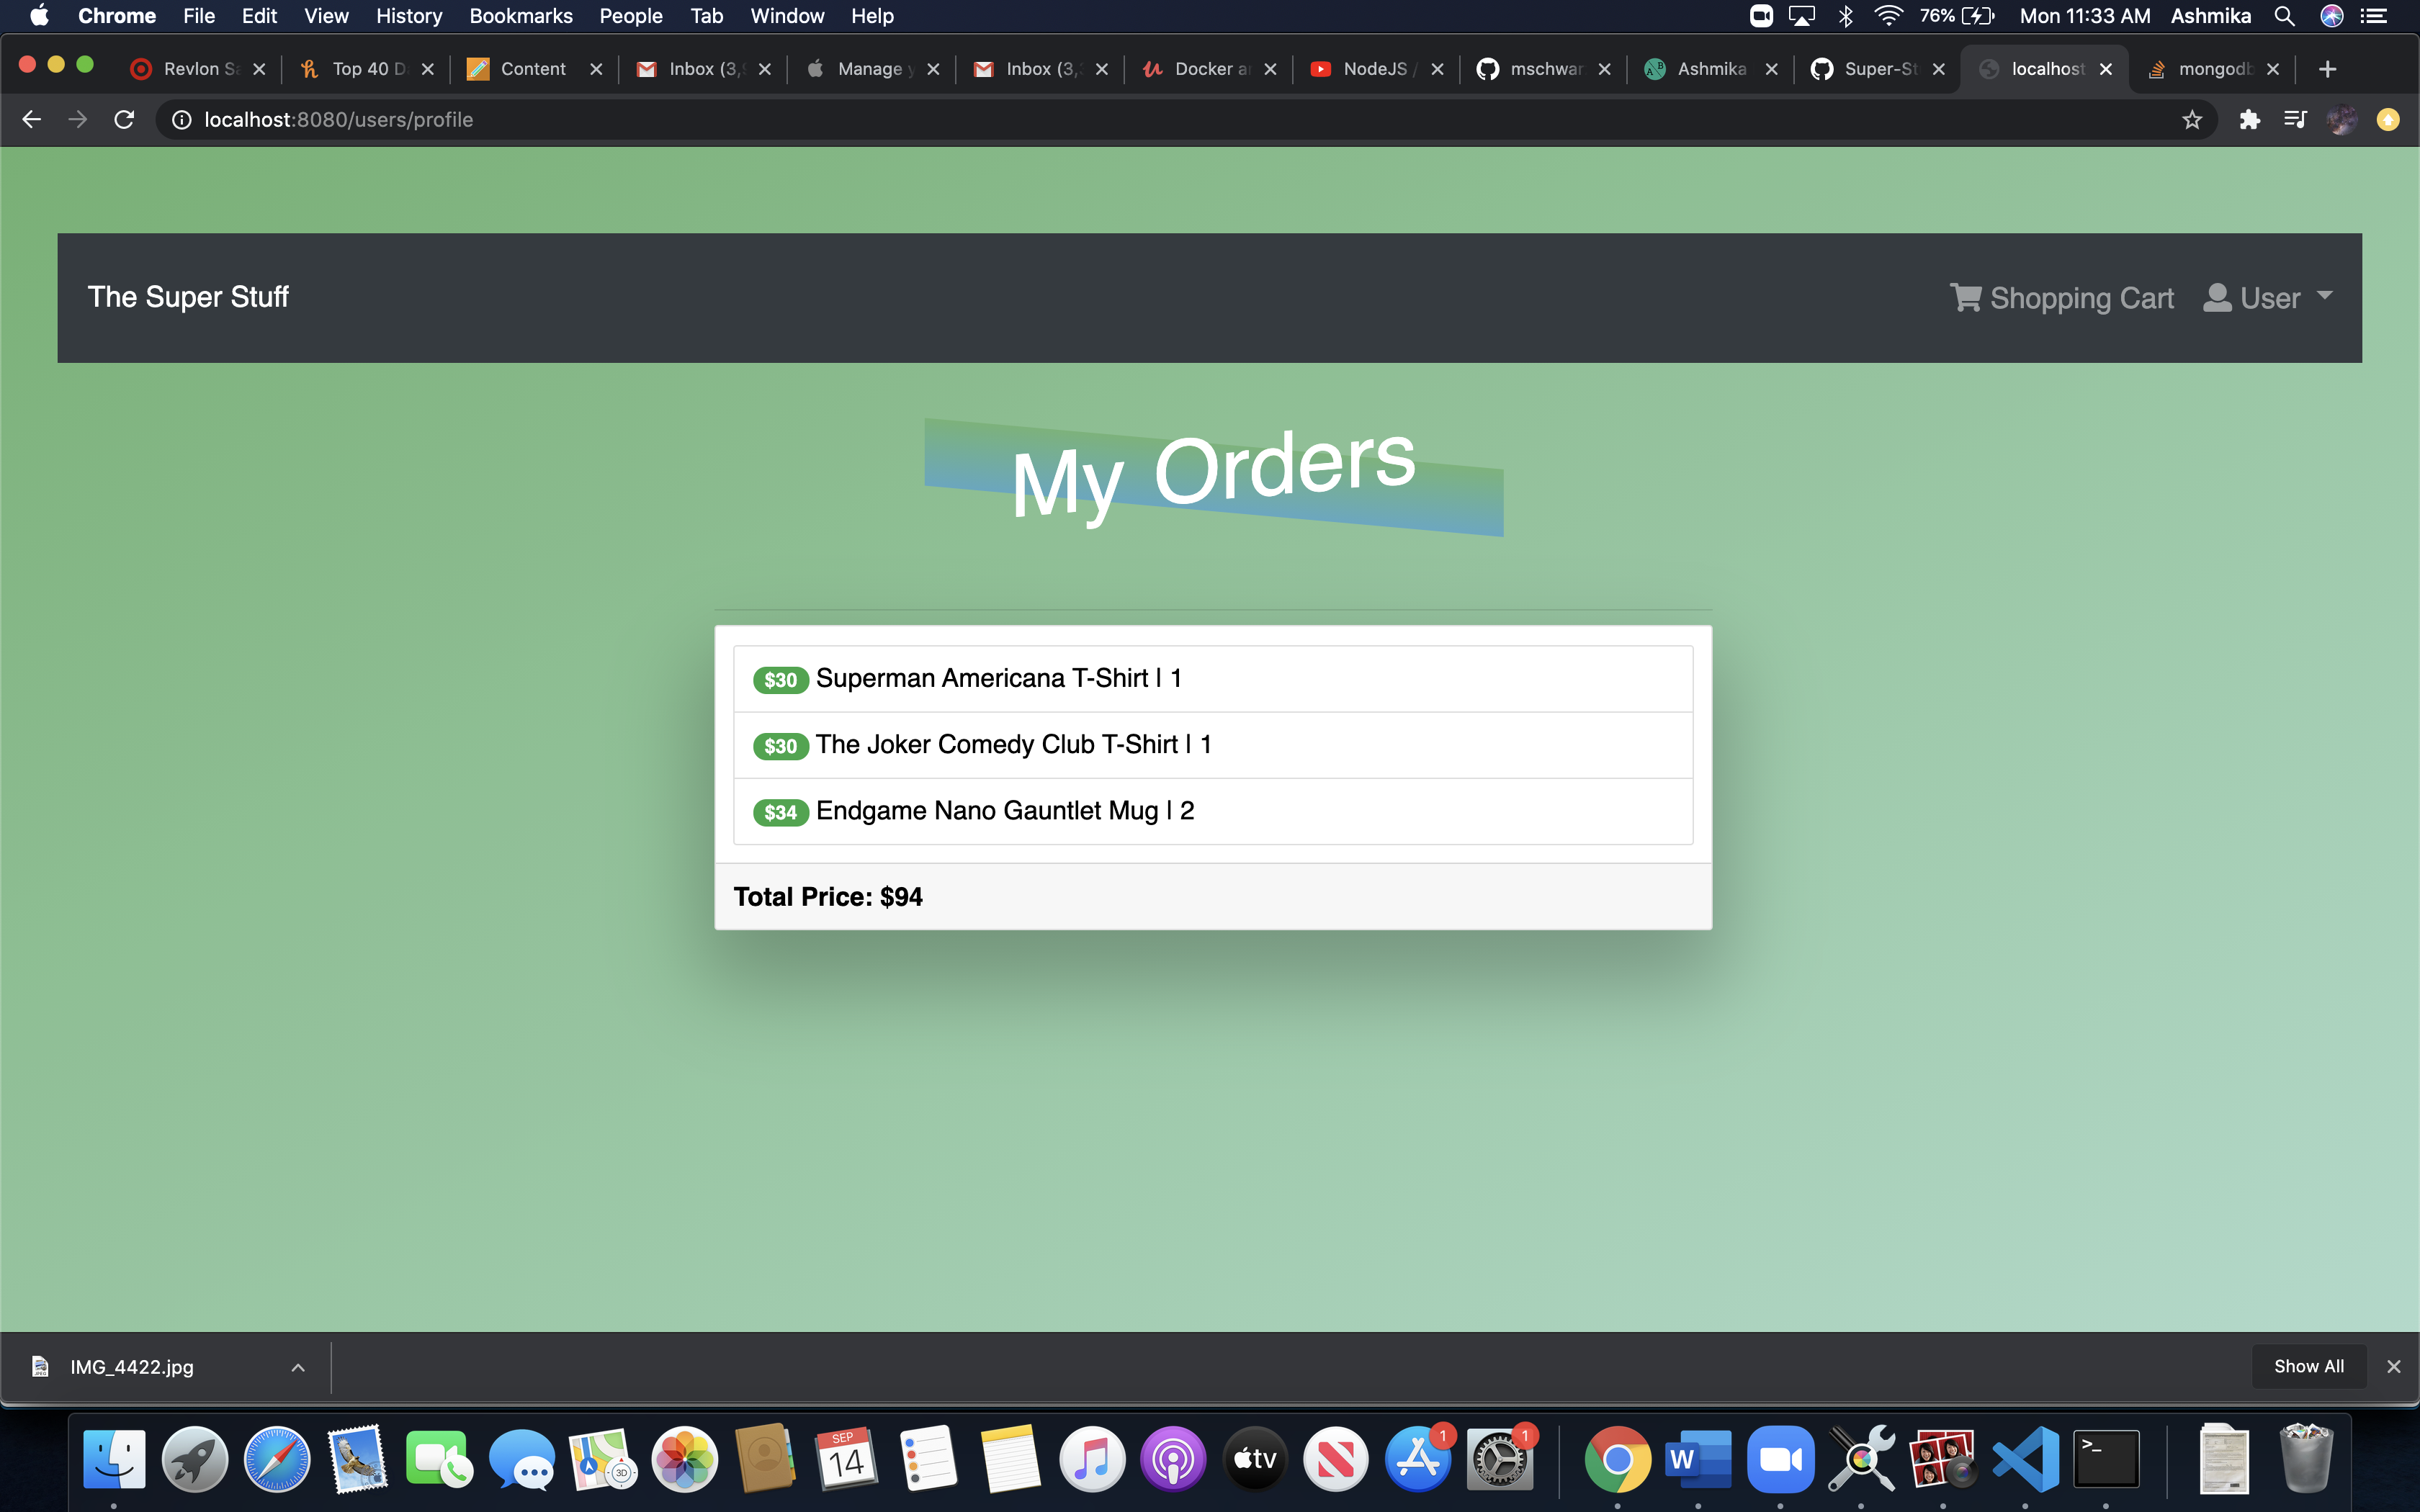 Chrome File Edit View History Bookmarks People Tab Window Help 76% Mon 11:33 AM Ashmika
Revlon Top 40 Content Inbox Manage Inbox Docker NodeJS / mschwar Ashmika Super-St localhost mongodb
localhost:8080/users/profile
The Super Stuff Shopping Cart User
My Orders
$30 Superman Americana T-Shirt | 1
$30 The Joker Comedy Club T-Shirt | 1
$34 Endgame Nano Gauntlet Mug | 2
Total Price: $94
IMG_4422.jpg Show All
SEP
14
3D
tv
1
1
W
>_